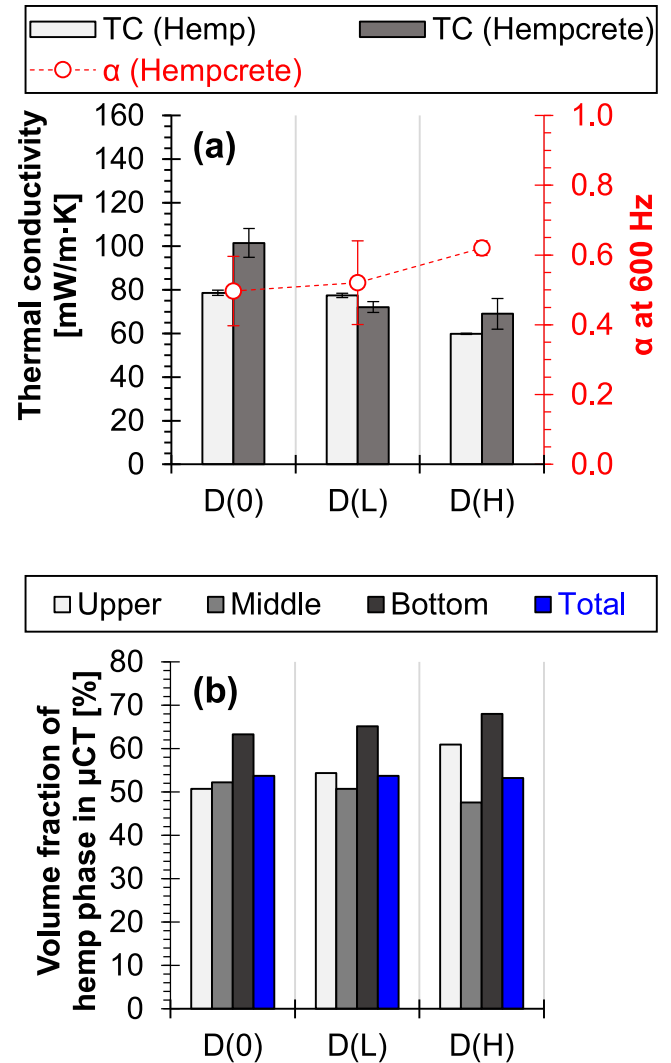 TC (Hemp) TC (Hempcrete)
α (Hempcrete)
160 1.0
(a)
140
120 0.8
100 0.6
80
60 0.4
40 0.2
20
0 0.0
Thermal conductivity
[mW/m·K]
α at 600 Hz
D(0) D(L) D(H)
Upper Middle Bottom Total
80
(b)
70
60
50
40
30
20
10
0
Volume fraction of
hemp phase in μCT [%]
D(0) D(L) D(H)